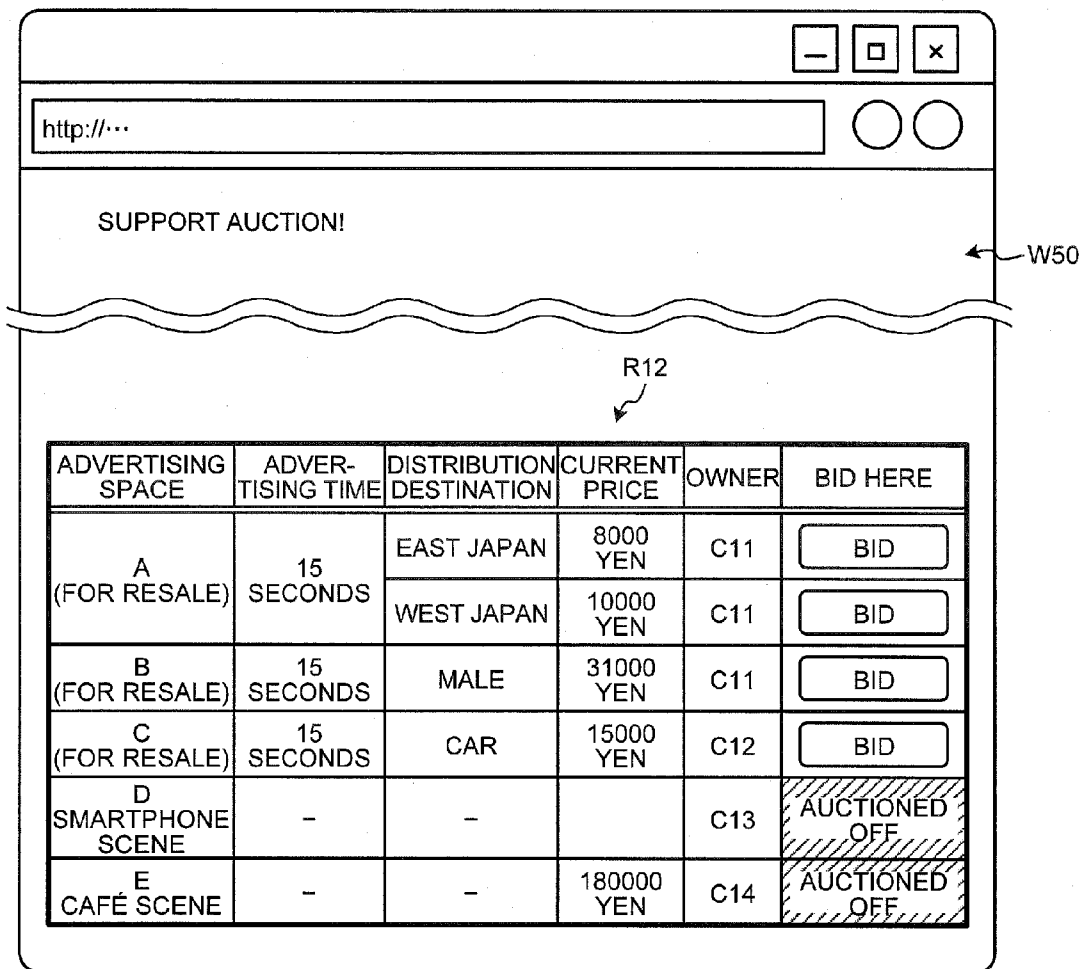 http://···
SUPPORT AUCTION!
W50
R12
ADVERTISING
SPACE
ADVER-
TISING TIME
DISTRIBUTION
DESTINATION
CURRENT
PRICE
OWNER
BID HERE
A
(FOR RESALE)
15
SECONDS
EAST JAPAN
8000
YEN
C11
BID
WEST JAPAN
10000
YEN
C11
BID
B
(FOR RESALE)
15
SECONDS
MALE
31000
YEN
C11
BID
C
(FOR RESALE)
15
SECONDS
CAR
15000
YEN
C12
BID
D
SMARTPHONE
SCENE
–
–
C13
AUCTIONED
OFF
E
CAFÉ SCENE
–
–
180000
YEN
C14
AUCTIONED
OFF